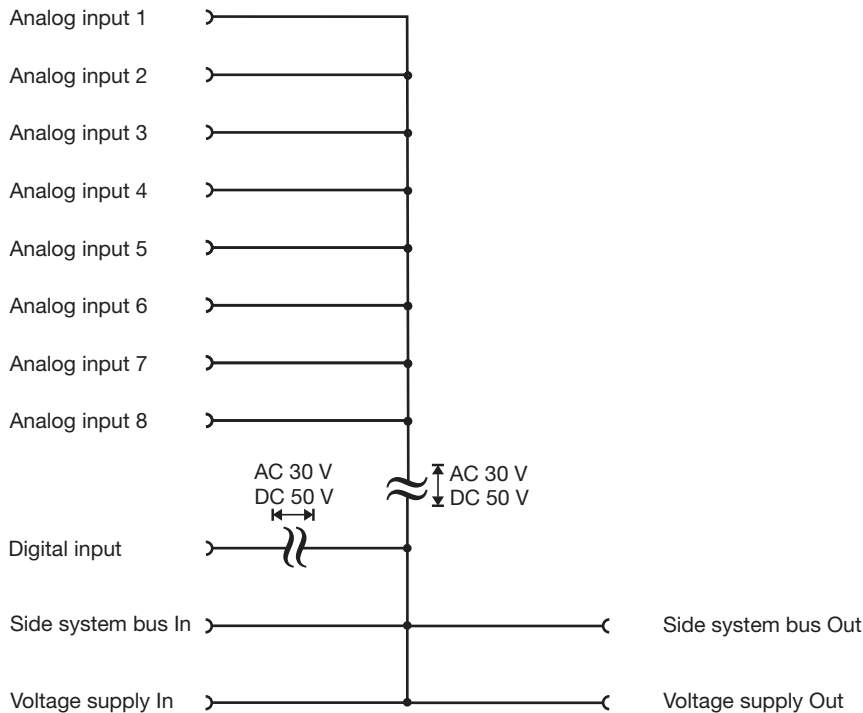 Analog input 1
Analog input 2
Analog input 3
Analog input 4
Analog input 5
Analog input 6
Analog input 7
Analog input 8
AC 30 V
DC 50 V
AC 30 V
DC 50 V
Digital input
Side system bus In
Side system bus Out
Voltage supply In
Voltage supply Out